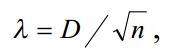 λ = D / √n ,